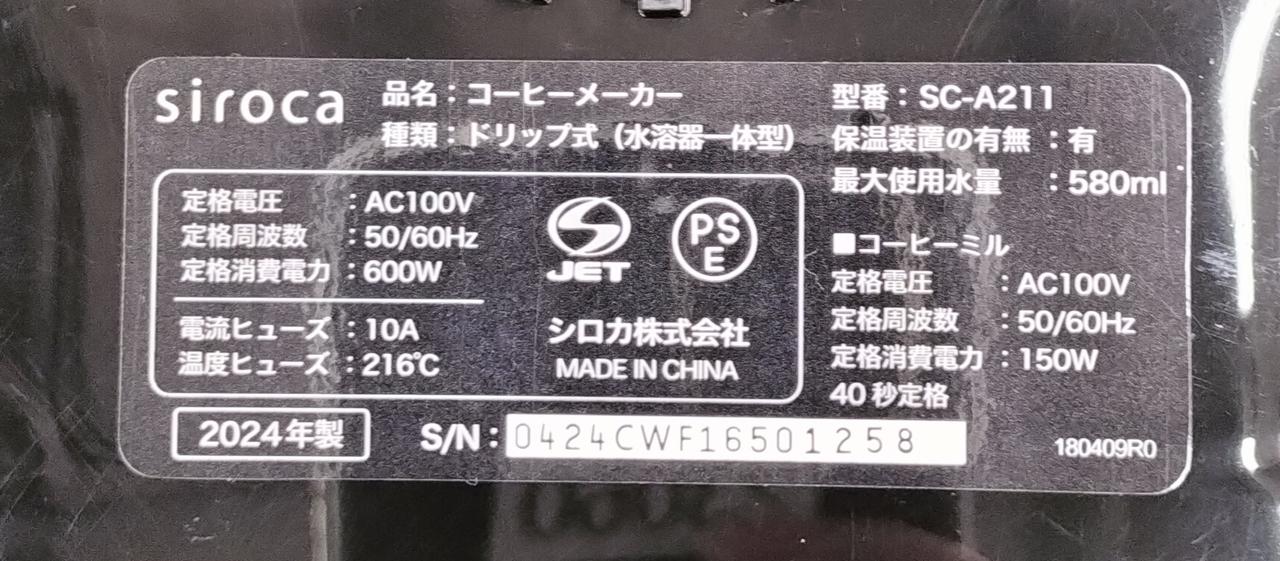 siroca
品名：コーヒーメーカー
種類：ドリップ式（水容器一体型）
型番：SC-A211
保温装置の有無：有
最大使用水量：580ml
定格電圧：AC100V
定格周波数：50/60Hz
定格消費電力：600W
電流ヒューズ：10A
温度ヒューズ：216℃
JET
PS
E
シロカ株式会社
MADE IN CHINA
■コーヒーミル
定格電圧：AC100V
定格周波数：50/60Hz
定格消費電力：150W
40秒定格
2024年製
S/N：0424CWF16501258
180409R0